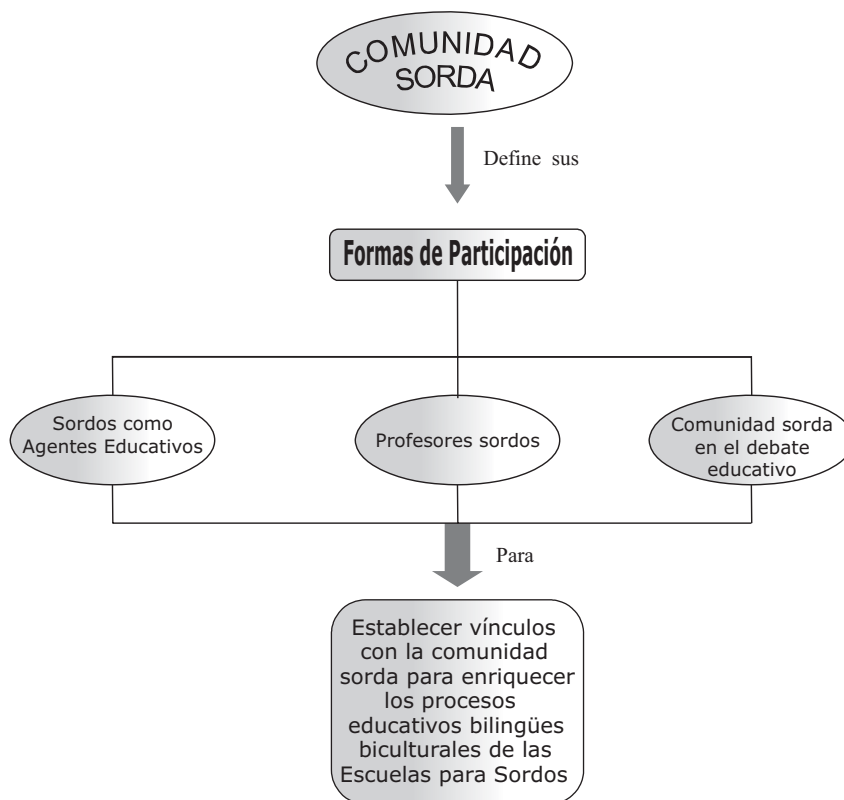 COMUNIDAD
SORDA
Define sus
Formas de Participación
Sordos como
Agentes Educativos
Profesores sordos
Comunidad sorda
en el debate
educativo
Para
Establecer vínculos
con la comunidad
sorda para enriquecer
los procesos
educativos bilingües
biculturales de las
Escuelas para Sordos